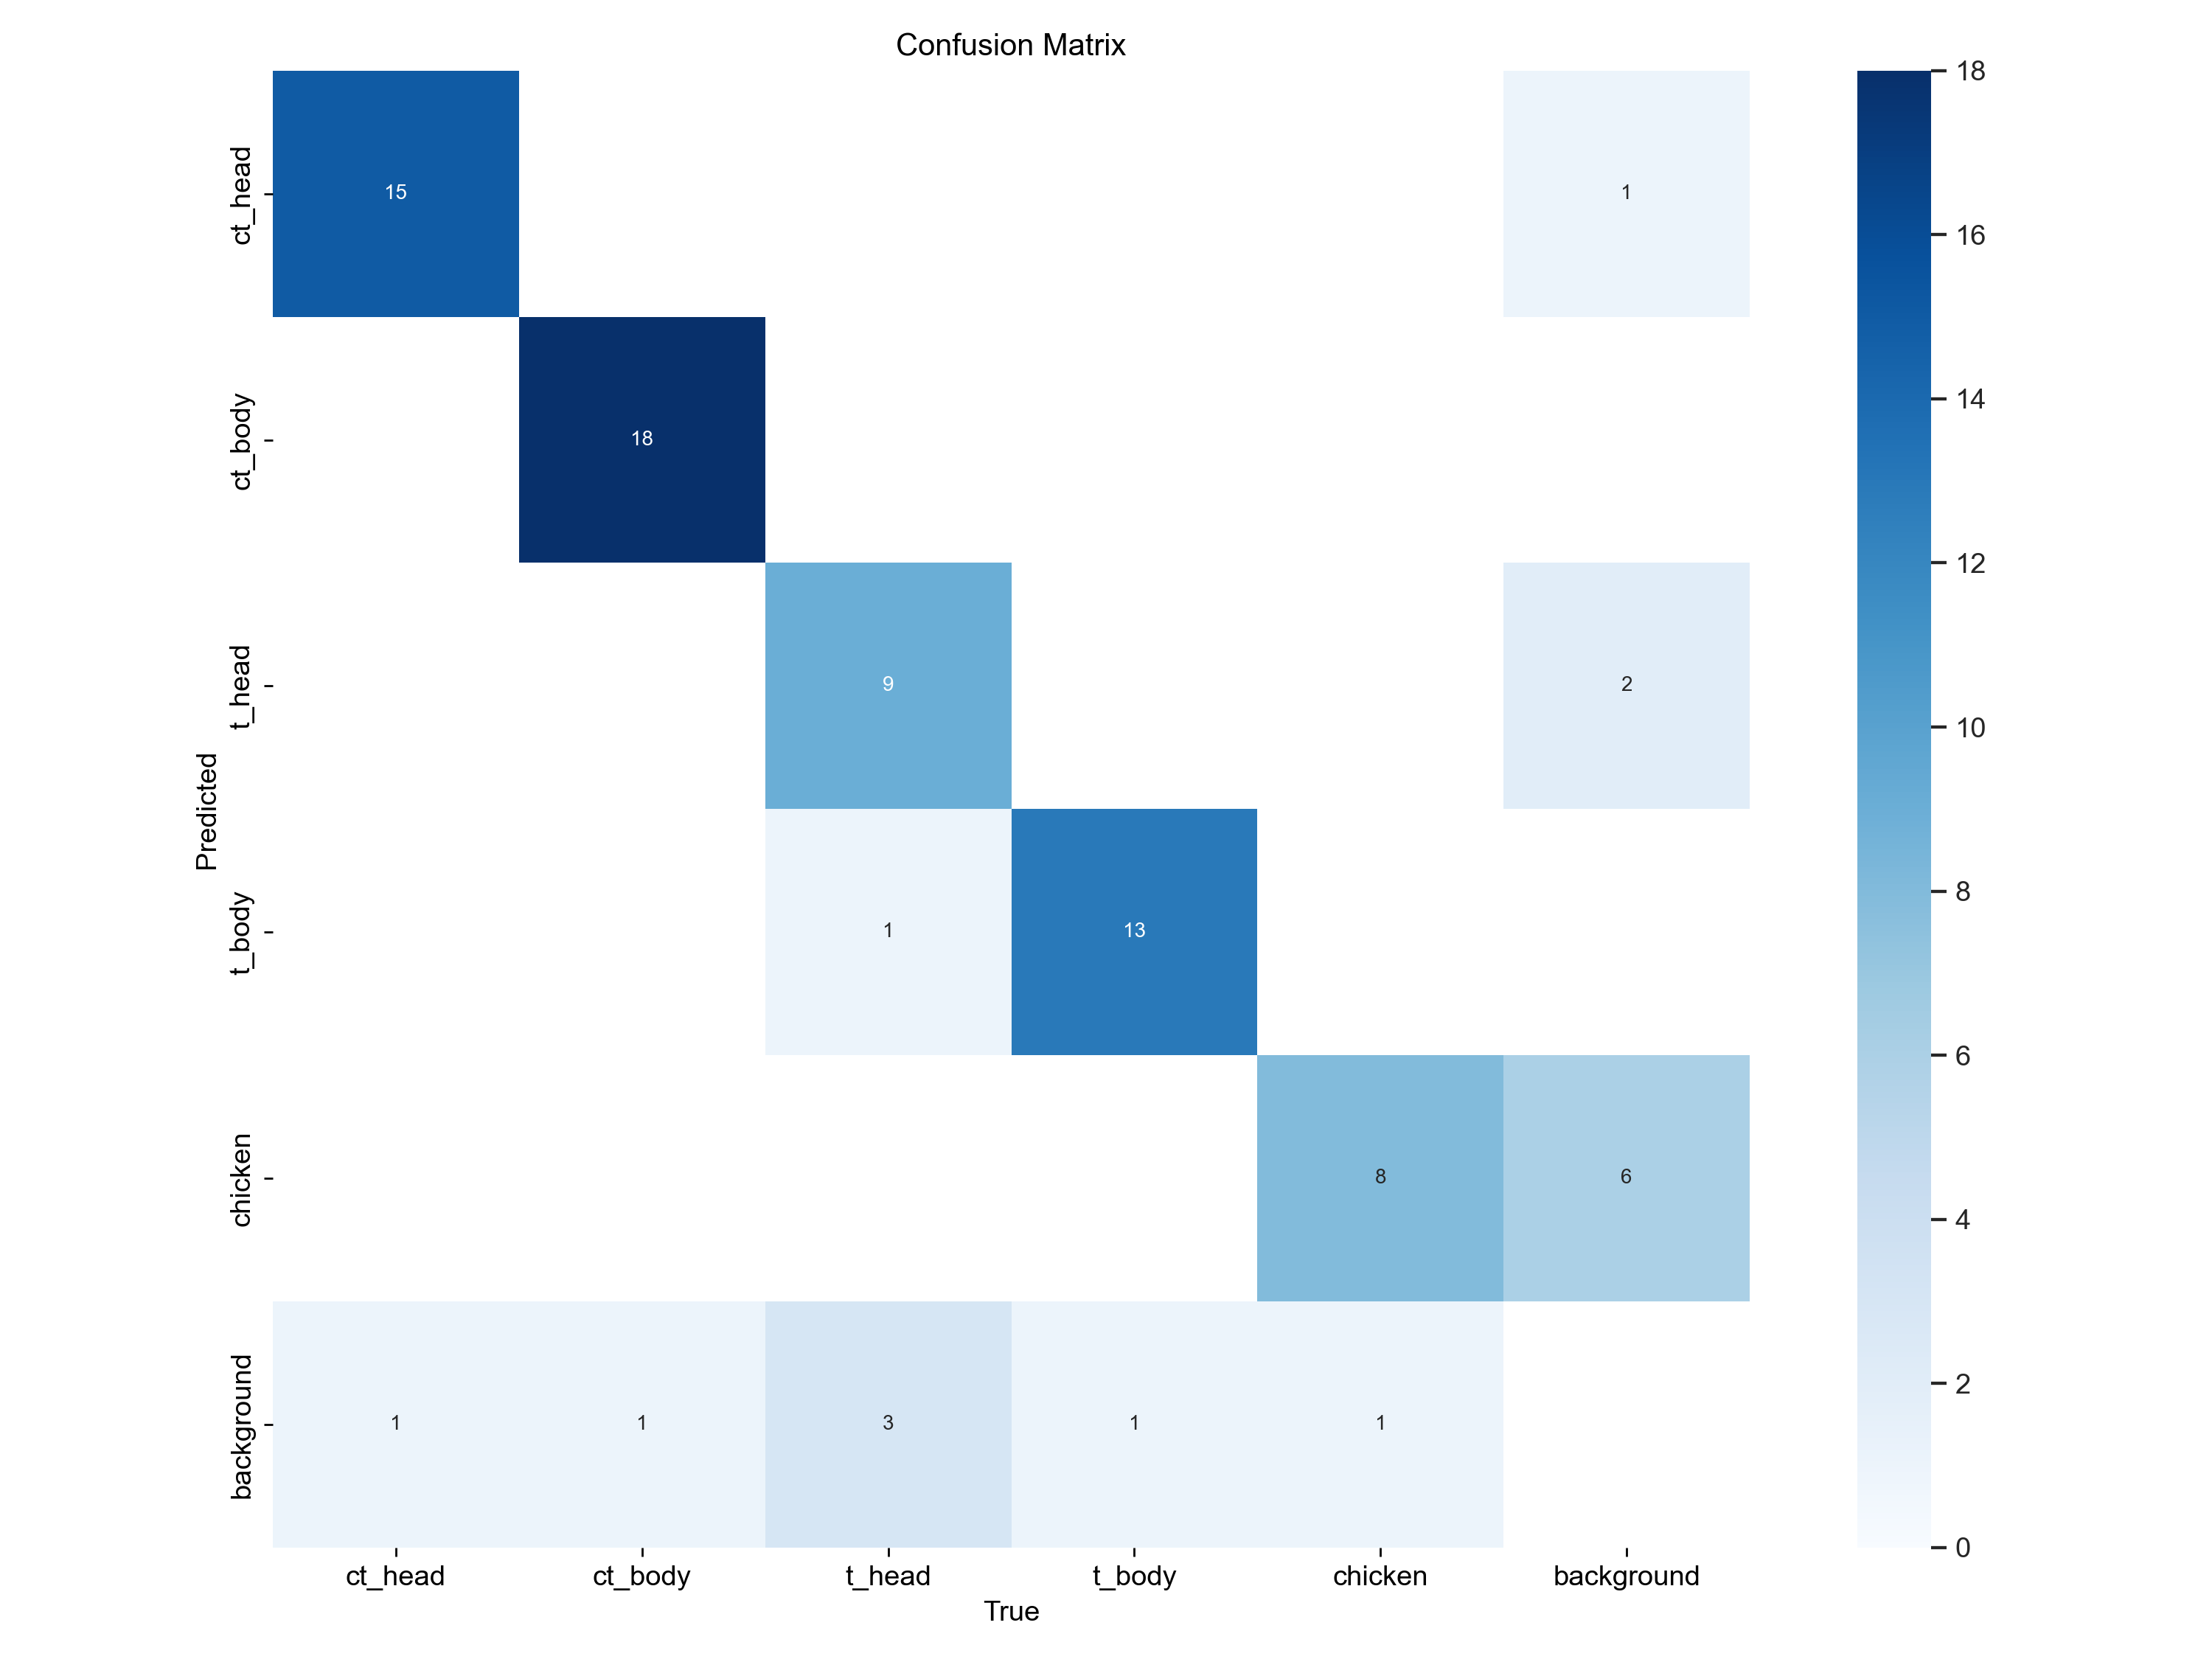 Confusion Matrix
ct_head
15
1
ct_body
18
t_head
9
2
t_body
1
13
chicken
8
6
background
1
1
3
1
1
Predicted
ct_head
ct_body
t_head
t_body
chicken
background
True
18
16
14
12
10
8
6
4
2
0